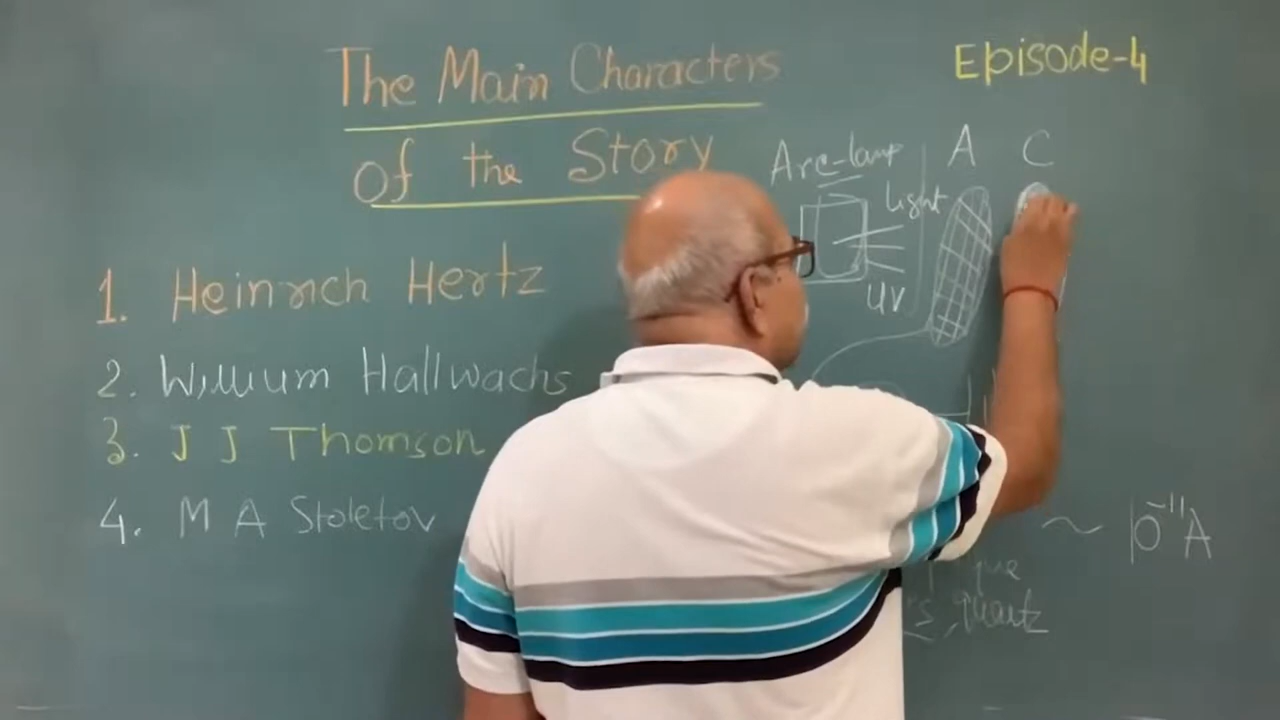 The Main Characters
of the Story
Episode-4
1. Heinrich Hertz
2. Willium Hallwachs
3. J J Thomson
4. M A Stoletov
Arc-lamp
A C
Light
UV
~ 10⁻¹¹A
, quartz